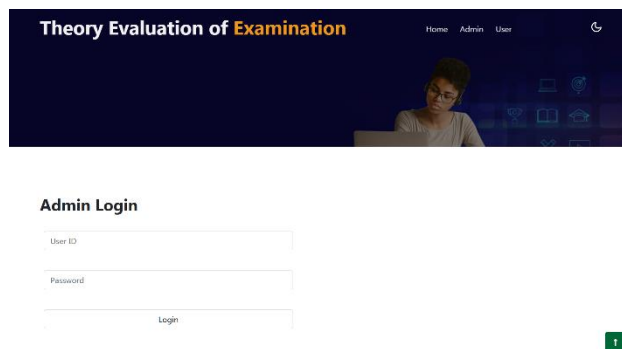 Theory Evaluation of Examination
Home Admin User
Admin Login
User ID
Password
Login